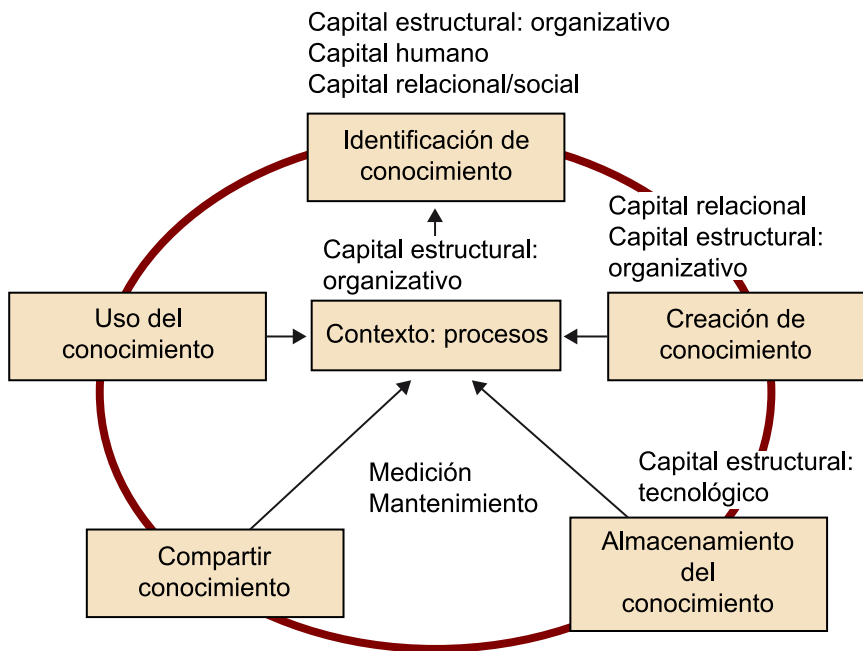 Capital estructural: organizativo
Capital humano
Capital relacional/social
Identificación de
conocimiento
Capital relacional
Capital estructural:
organizativo
Capital estructural:
organizativo
Uso del
conocimiento
Contexto: procesos
Creación de
conocimiento
Medición
Mantenimiento
Capital estructural:
tecnológico
Compartir
conocimiento
Almacenamiento
del
conocimiento